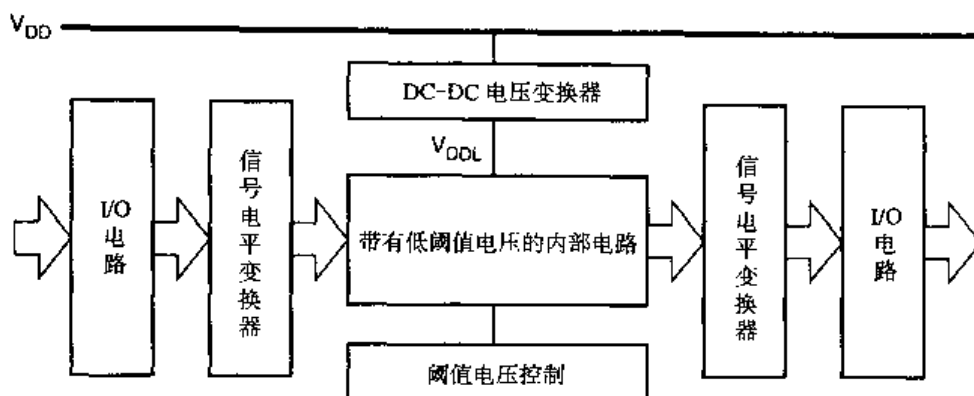 V_DD
DC-DC 电压变换器
V_DDL
I/O 电路
信号电平变换器
带有低阈值电压的内部电路
信号电平变换器
I/O 电路
阈值电压控制